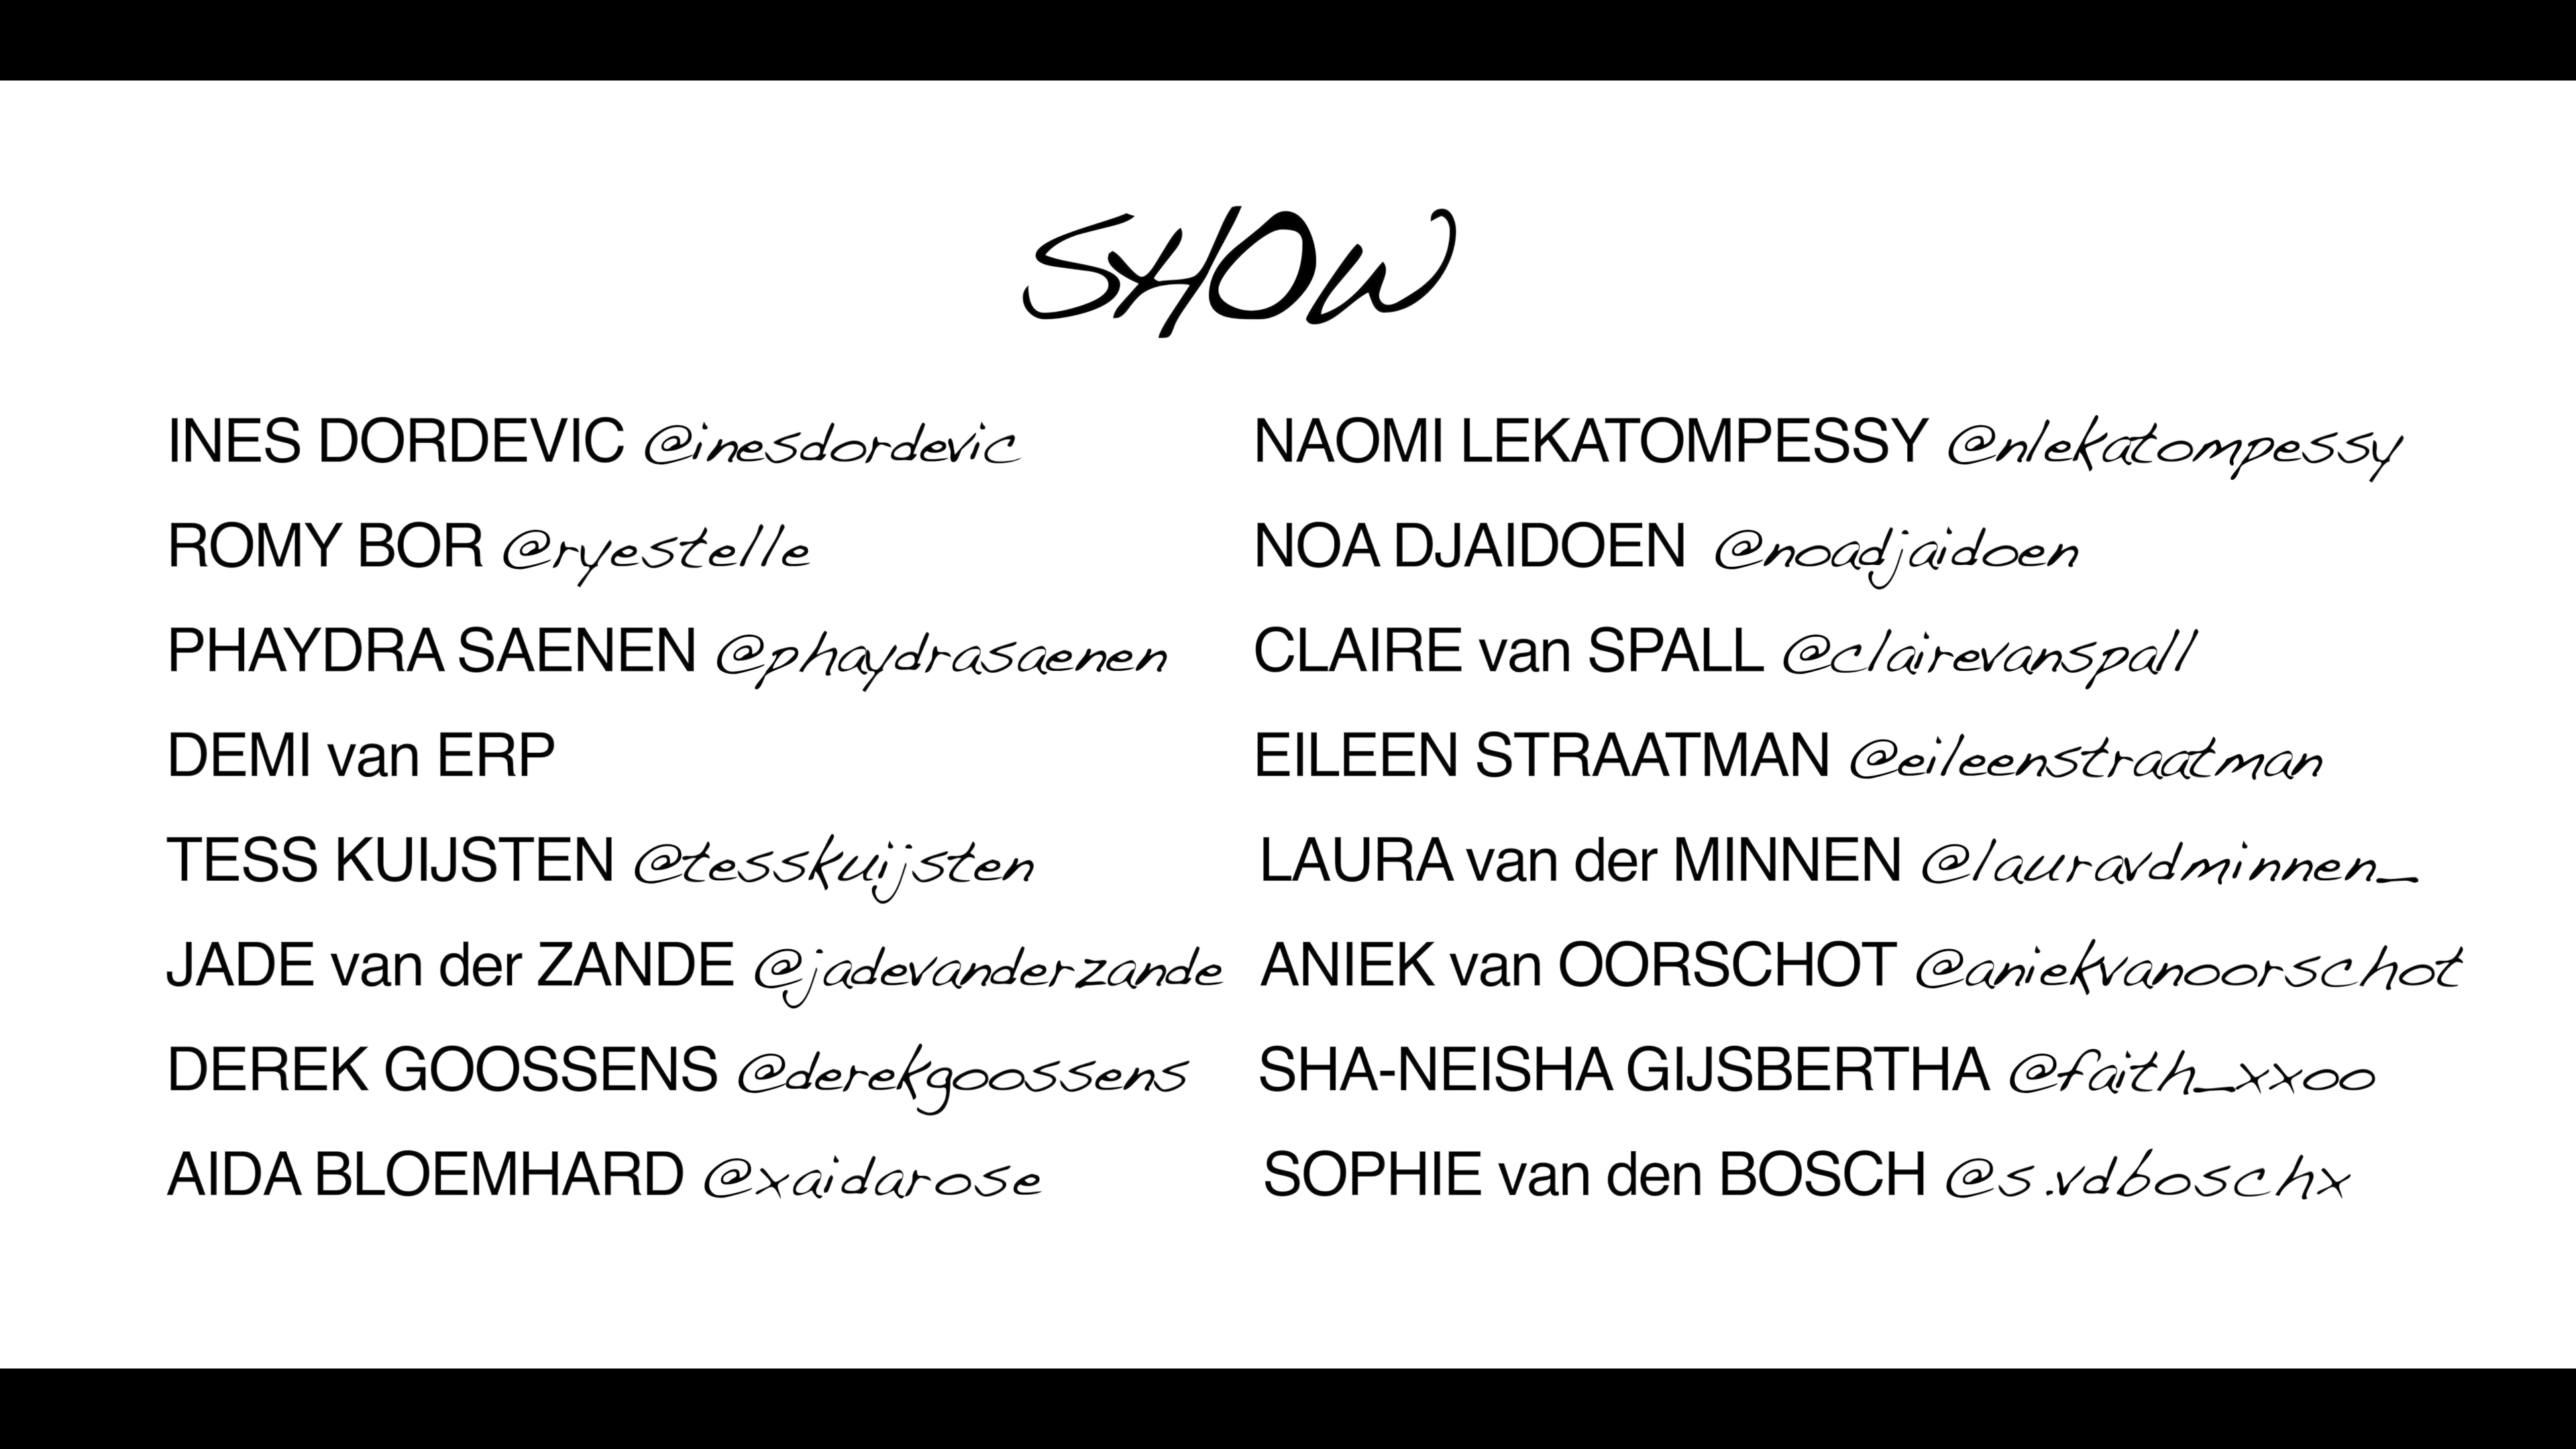 SHOW
INES DORDEVIC @inesdordevic
ROMY BOR @ryestelle
PHAYDRA SAENEN @phaydrasaenen
DEMI van ERP
TESS KUIJSTEN @tesskuijsten
JADE van der ZANDE @jadevanderzande
DEREK GOOSSENS @derekgoossens
AIDA BLOEMHARD @xaidarose
NAOMI LEKATOMPESSY @nlekatompessy
NOA DJAIDOEN @noadjaidoen
CLAIRE van SPALL @clairevanspall
EILEEN STRAATMAN @eileenstraatman
LAURA van der MINNEN @lauravdminnen_
ANIEK van OORSCHOT @aniekvanoorschot
SHA-NEISHA GIJSBERTHA @faith_xxoo
SOPHIE van den BOSCH @s.vdboschx